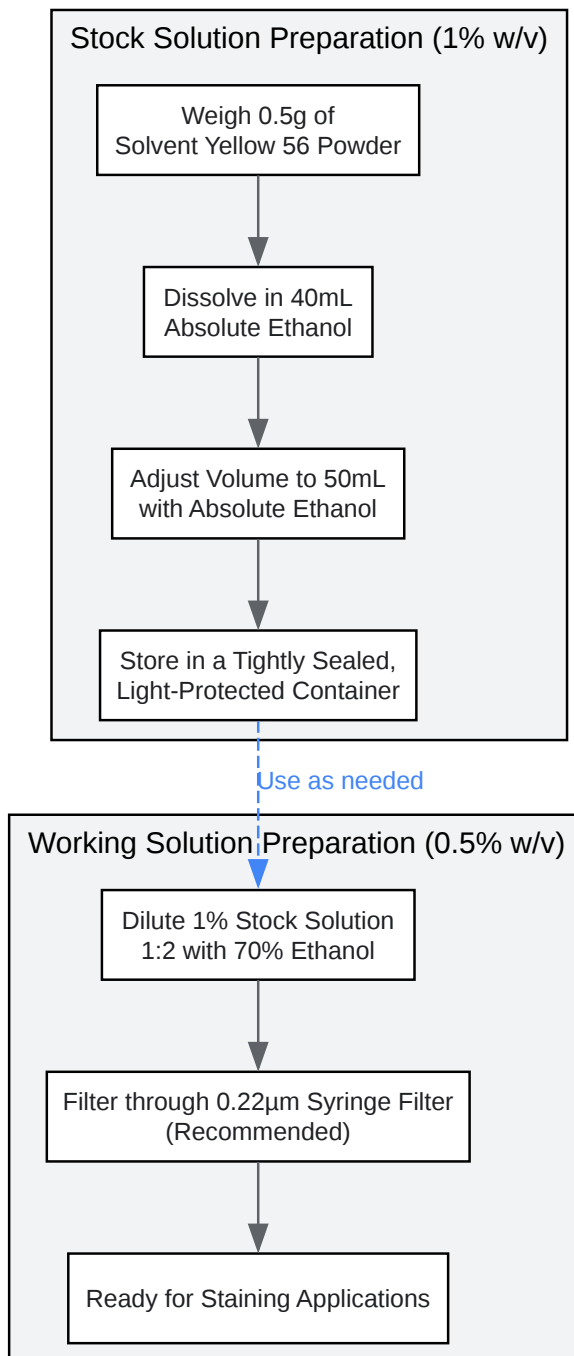 Stock Solution Preparation (1% w/v)
Weigh 0.5g of
Solvent Yellow 56 Powder
Dissolve in 40mL
Absolute Ethanol
Adjust Volume to 50mL
with Absolute Ethanol
Store in a Tightly Sealed,
Light-Protected Container
Use as needed
Working Solution Preparation (0.5% w/v)
Dilute 1% Stock Solution
1:2 with 70% Ethanol
Filter through 0.22µm Syringe Filter
(Recommended)
Ready for Staining Applications